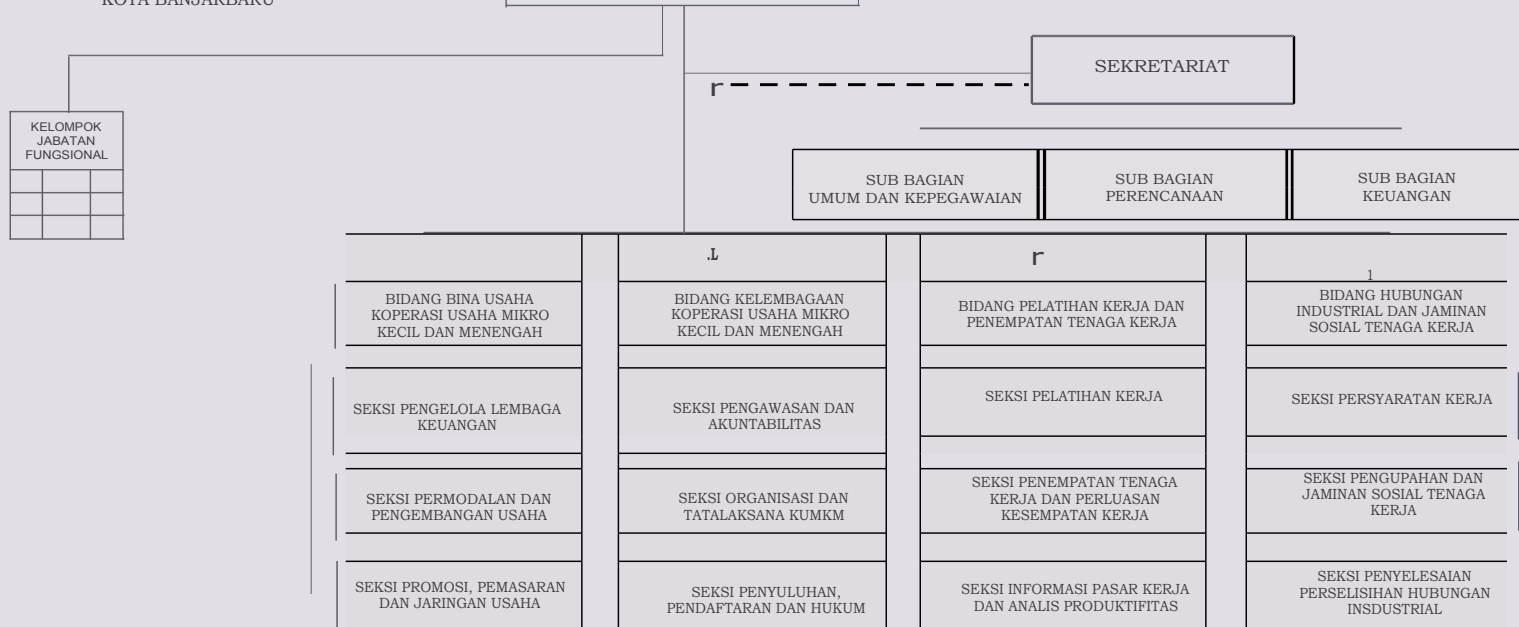 KOTA BANJARBARU
SEKRETARIAT
r
KELOMPOK
JABATAN
FUNGSIONAL
SUB BAGIAN
UMUM DAN KEPEGAWAIAN
SUB BAGIAN
PERENCANAAN
SUB BAGIAN
KEUANGAN
.L
r
1
BIDANG BINA USAHA
KOPERASI USAHA MIKRO
KECIL DAN MENENGAH
BIDANG KELEMBAGAAN
KOPERASI USAHA MIKRO
KECIL DAN MENENGAH
BIDANG PELATIHAN KERJA DAN
PENEMPATAN TENAGA KERJA
BIDANG HUBUNGAN
INDUSTRIAL DAN JAMINAN
SOSIAL TENAGA KERJA
SEKSI PENGELOLA LEMBAGA
KEUANGAN
SEKSI PENGAWASAN DAN
AKUNTABILITAS
SEKSI PELATIHAN KERJA
SEKSI PERSYARATAN KERJA
SEKSI PERMODALAN DAN
PENGEMBANGAN USAHA
SEKSI ORGANISASI DAN
TATALAKSANA KUMKM
SEKSI PENEMPATAN TENAGA
KERJA DAN PERLUASAN
KESEMPATAN KERJA
SEKSI PENGUPAHAN DAN
JAMINAN SOSIAL TENAGA
KERJA
SEKSI PROMOSI, PEMASARAN
DAN JARINGAN USAHA
SEKSI PENYULUHAN,
PENDAFTARAN DAN HUKUM
SEKSI INFORMASI PASAR KERJA
DAN ANALIS PRODUKTIFITAS
SEKSI PENYELESAIAN
PERSELISIHAN HUBUNGAN
INSDUSTRIAL